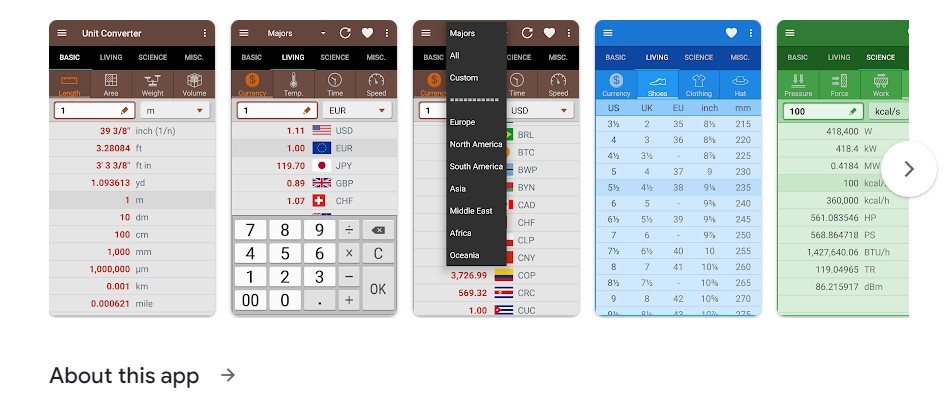 Unit Converter
BASIC LIVING SCIENCE MISC.
Length Area Weight Volume
1 m
39 3/8" inch (1/n)
3.28084 ft
3' 3 3/8" ft in
1.093613 yd
1 m
10 dm
100 cm
1,000 mm
1,000,000 µm
0.001 km
0.000621 mile
Majors
BASIC LIVING SCIENCE MISC.
Currency Temp. Time Speed
1 EUR
1.11 USD
1.00 EUR
119.70 JPY
0.89 GBP
1.07 CHF
7 8 9 ÷
4 5 6 × C
1 2 3 − OK
00 0 . +
Majors
All
Custom
===========
Europe
North America
South America
Asia
Middle East
Africa
Oceania
BASIC SCIENCE MISC.
Currency Time Speed
1 USD
BRL
BTC
BWP
BYN
CAD
CHF
CLP
CNY
3,726.99 COP
569.32 CRC
1.00 CUC
BASIC LIVING SCIENCE MISC.
Currency Shoes Clothing Hat
US UK EU inch mm
3½ 2 35 8½ 215
4 3 36 8⅝ 220
4½ 3½ - 8⅞ 225
5 4 37 9 230
5½ 4½ 38 9¼ 235
6 5 - 9⅜ 240
6½ 5½ 39 9⅝ 245
7 6 - 9⅞ 250
7½ 6½ 40 10 255
8 7 41 10¼ 260
8½ 7½ - 10⅜ 265
9 8 42 10⅝ 270
BASIC LIVING SCIENCE
Pressure Force Work
100 kcal/s
418,400 W
418.4 kW
0.4184 MW
100 kcal/
360,000 kcal/h
561.083546 HP
568.864718 PS
1,427,640.06 BTU/h
119.04965 TR
86.215917 dBm
About this app